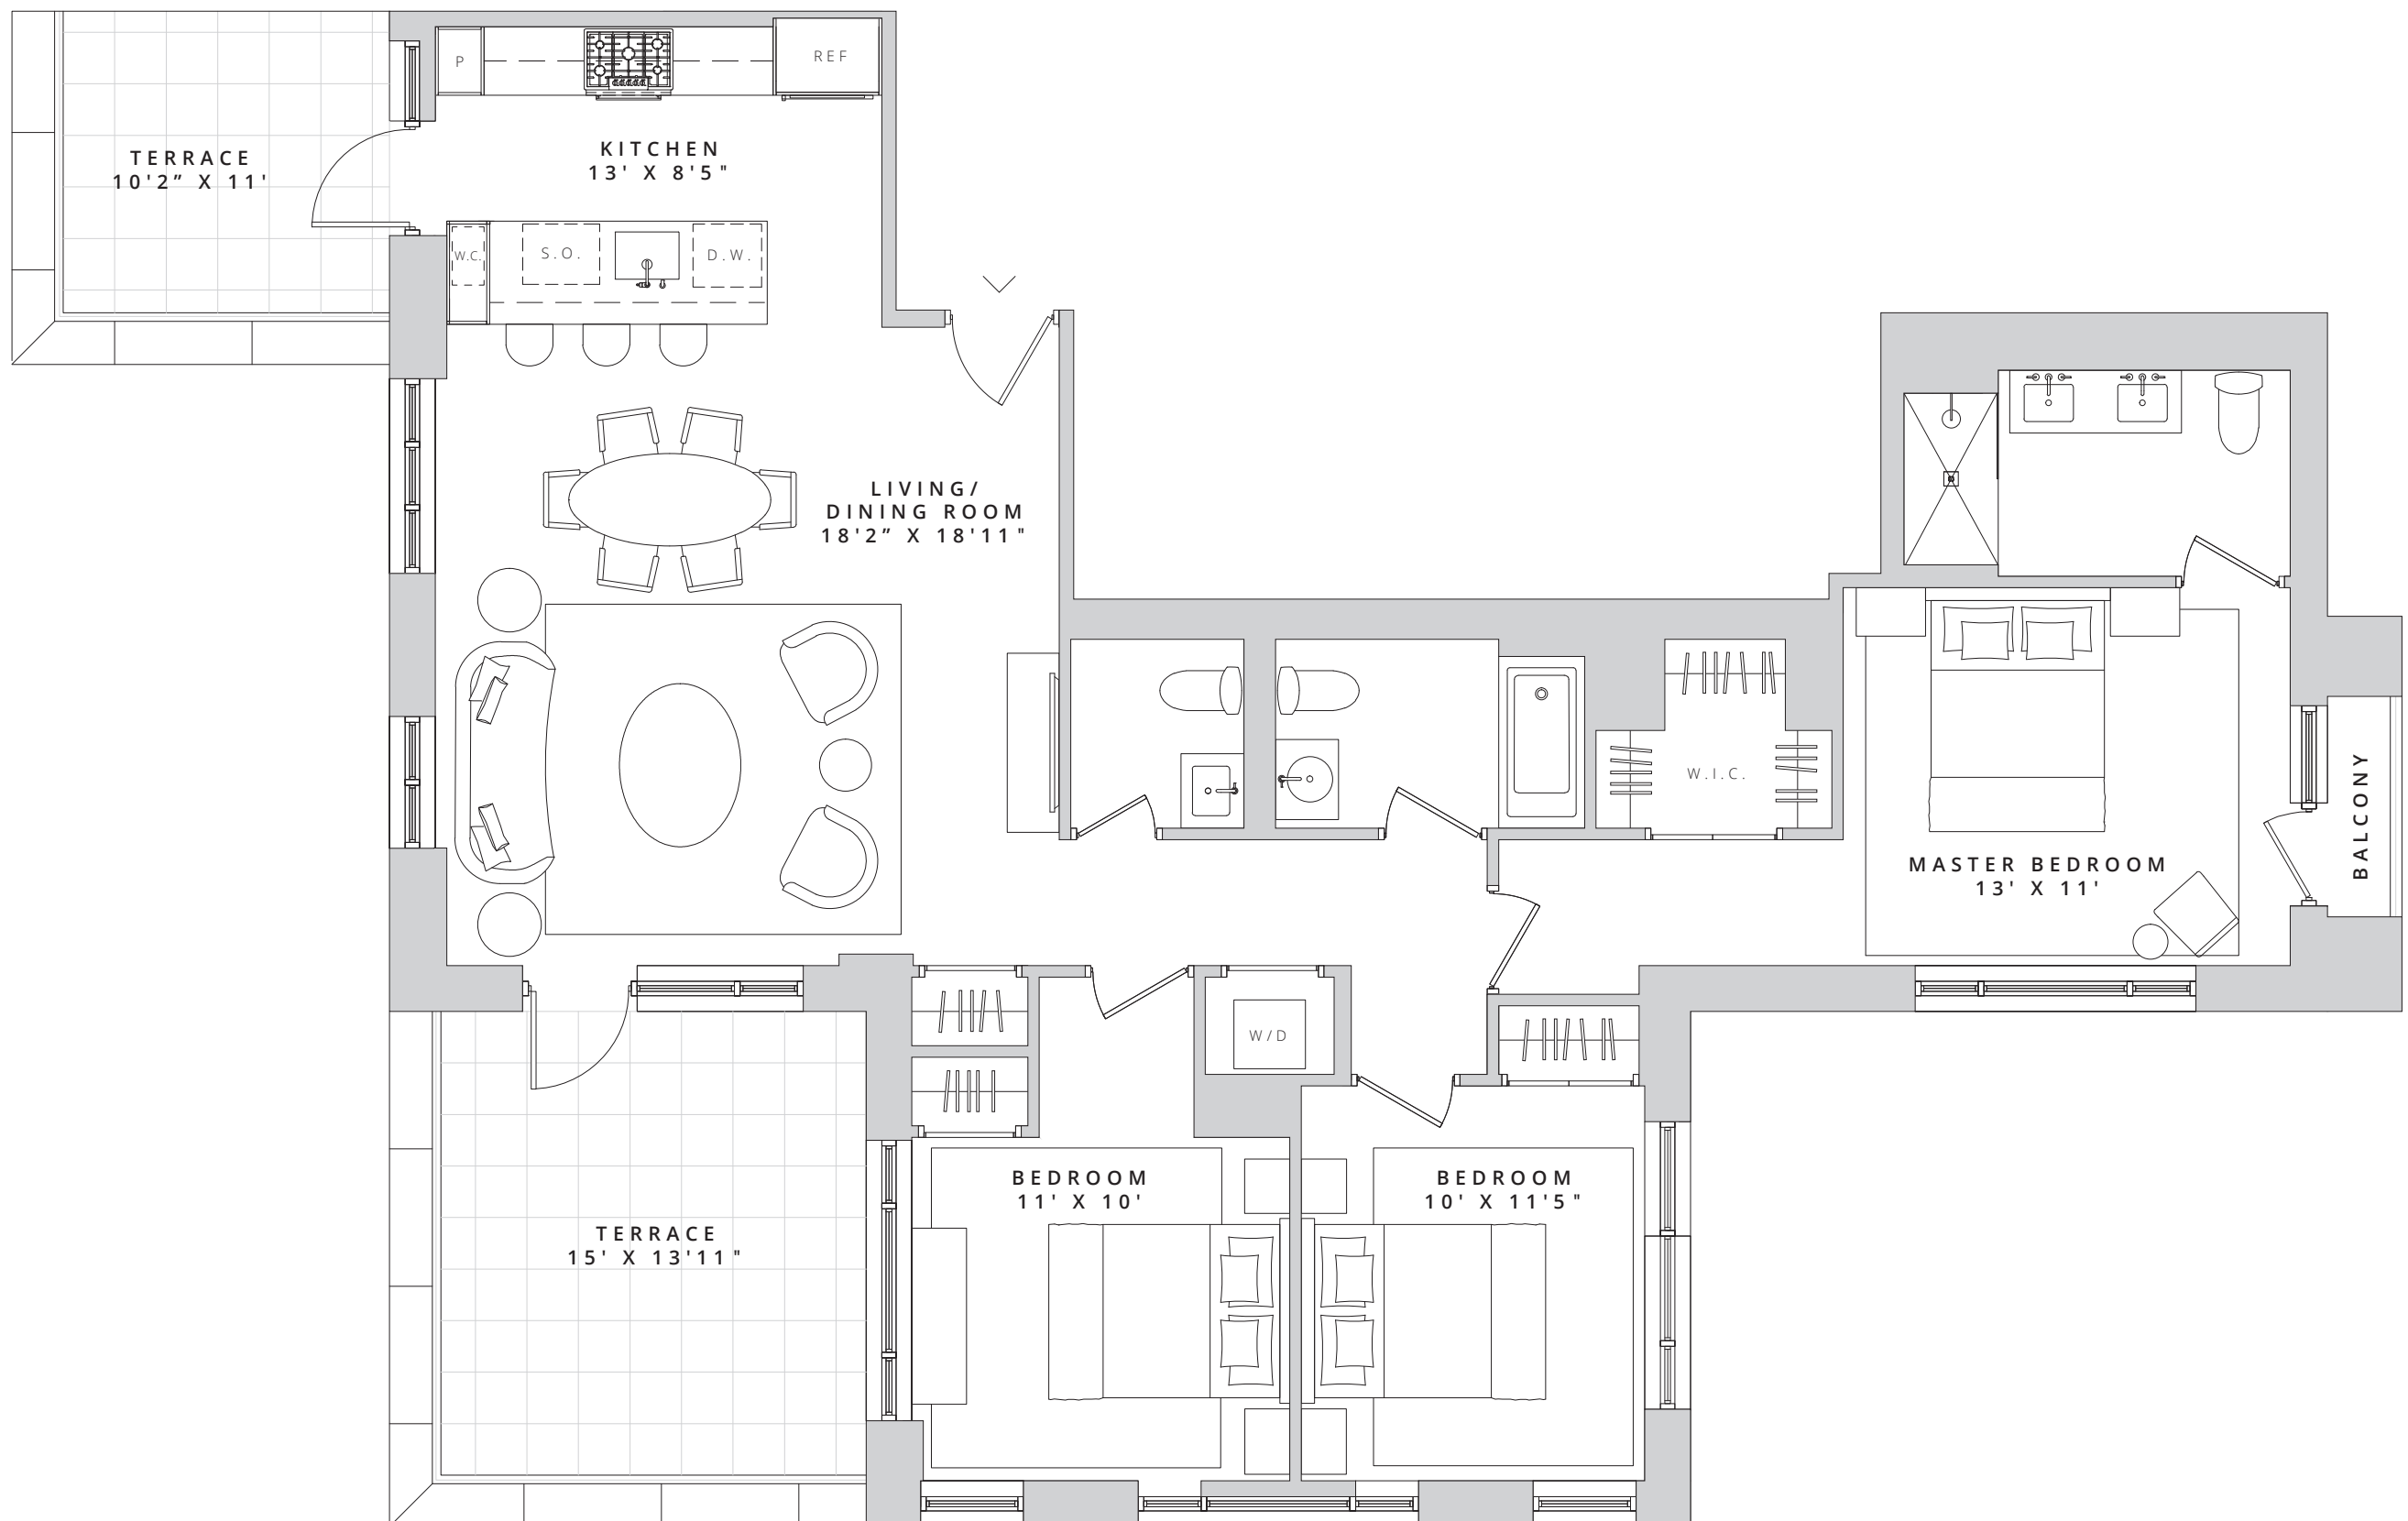 P
REF
TERRACE
10'2” X 11'
KITCHEN
13' X 8'5"
W.C.
S.O.
D.W.
LIVING/
DINING ROOM
18'2” X 18'11"
W.I.C.
BALCONY
MASTER BEDROOM
13' X 11'
W/D
BEDROOM
11' X 10'
BEDROOM
10' X 11'5"
TERRACE
15' X 13'11"